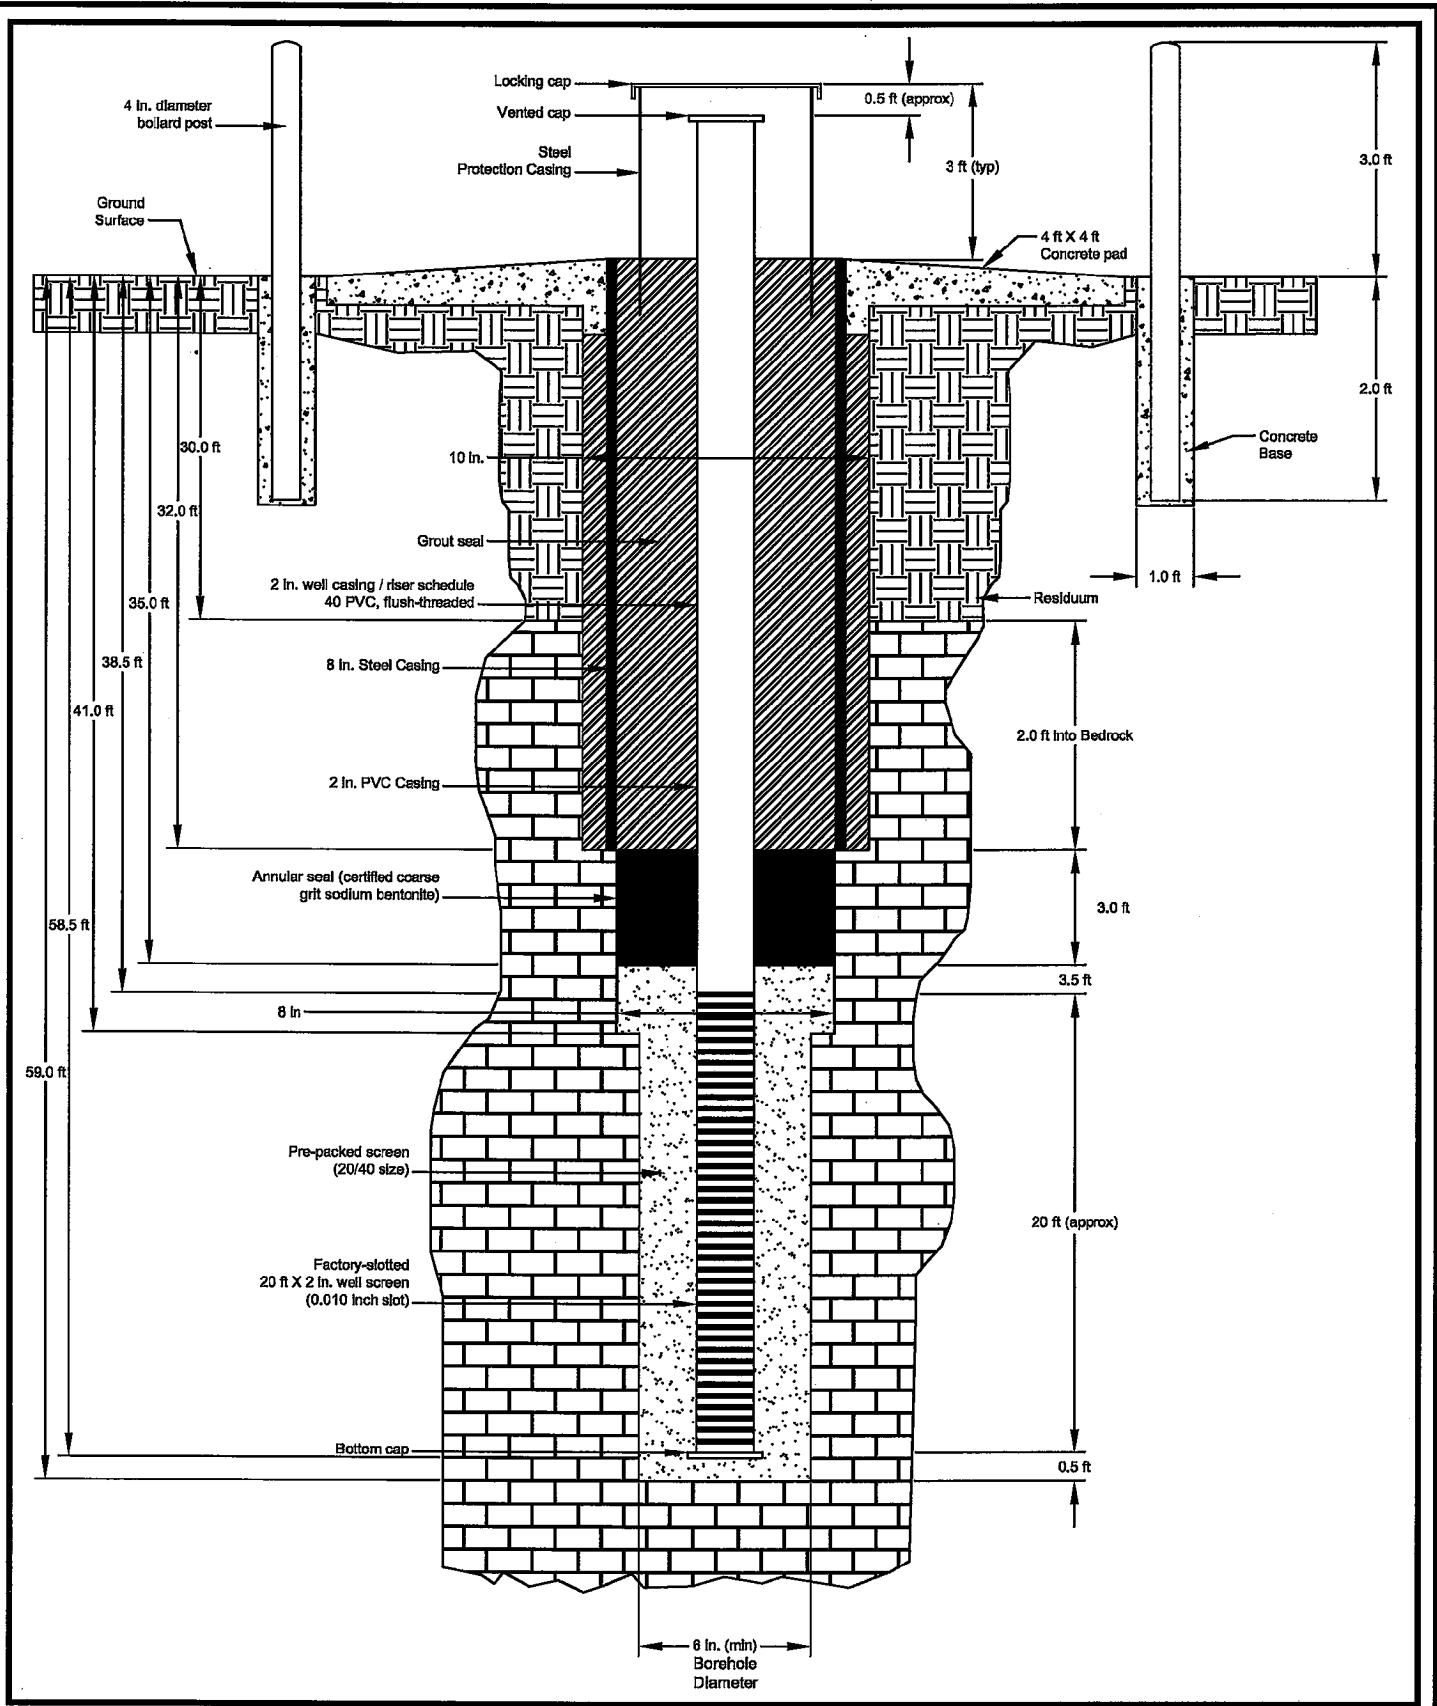 Locking cap
0.5 ft (approx)
4 in. diameter
bollard post
Vented cap
Steel
Protection Casing
3 ft (typ)
3.0 ft
Ground
Surface
4 ft X 4 ft
Concrete pad
2.0 ft
30.0 ft
10 in.
Concrete
Base
32.0 ft
Grout seal
2 in. well casing / riser schedule
40 PVC, flush-threaded
1.0 ft
35.0 ft
Residuum
38.5 ft
8 in. Steel Casing
41.0 ft
2.0 ft into Bedrock
2 in. PVC Casing
Annular seal (certified coarse
grit sodium bentonite)
3.0 ft
58.5 ft
3.5 ft
8 in
59.0 ft
Pre-packed screen
(20/40 size)
20 ft (approx)
Factory-slotted
20 ft X 2 in. well screen
(0.010 inch slot)
Bottom cap
0.5 ft
6 in. (min)
Borehole
Diameter